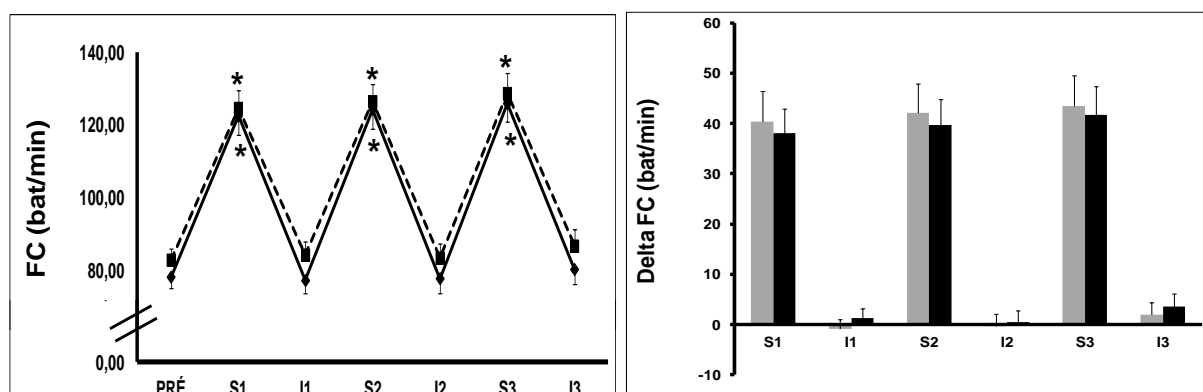 FC (bat/min)
140,00
120,00
100,00
80,00
0,00
* * *
* * *
PRÉ S1 I1 S2 I2 S3 I3
Delta FC (bat/min)
60
50
40
30
20
10
0
-10
S1 I1 S2 I2 S3 I3